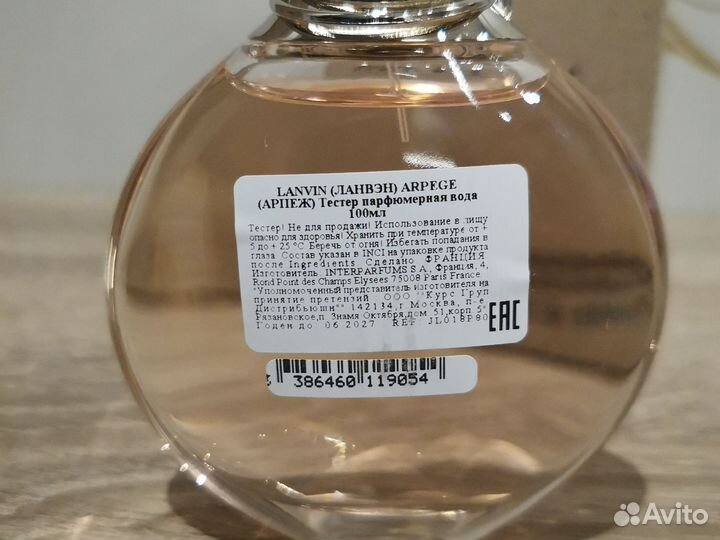 LANVIN (ЛАНВЭН) ARPEGE
(АРПЕЖ) Тестер парфюмерная вода
100мл
Тестер! Не для продажи! Использование в пищу
опасно для здоровья! Хранить при температуре от +
5 до + 25 °C Беречь от огня! Избегать попадания в
глаза. Состав указан в INCI на упаковке продукта
после Ingredients Сделано ФРАНЦИЯ
Изготовитель: INTERPARFUMS S.A., Франция, 4,
Rond Point des Champs Elysees 75008 Paris France.
"Уполномоченный представитель изготовителя на
принятие претензий ООО "Курс Груп
Дистрибьюшн" 142134, г Москва, п-е
Рязановское,п. Знамя Октября,дом 51,корп. 5"
Годен до 06.2027 REF JL018P80
EAC
3 386460 119054
Avito